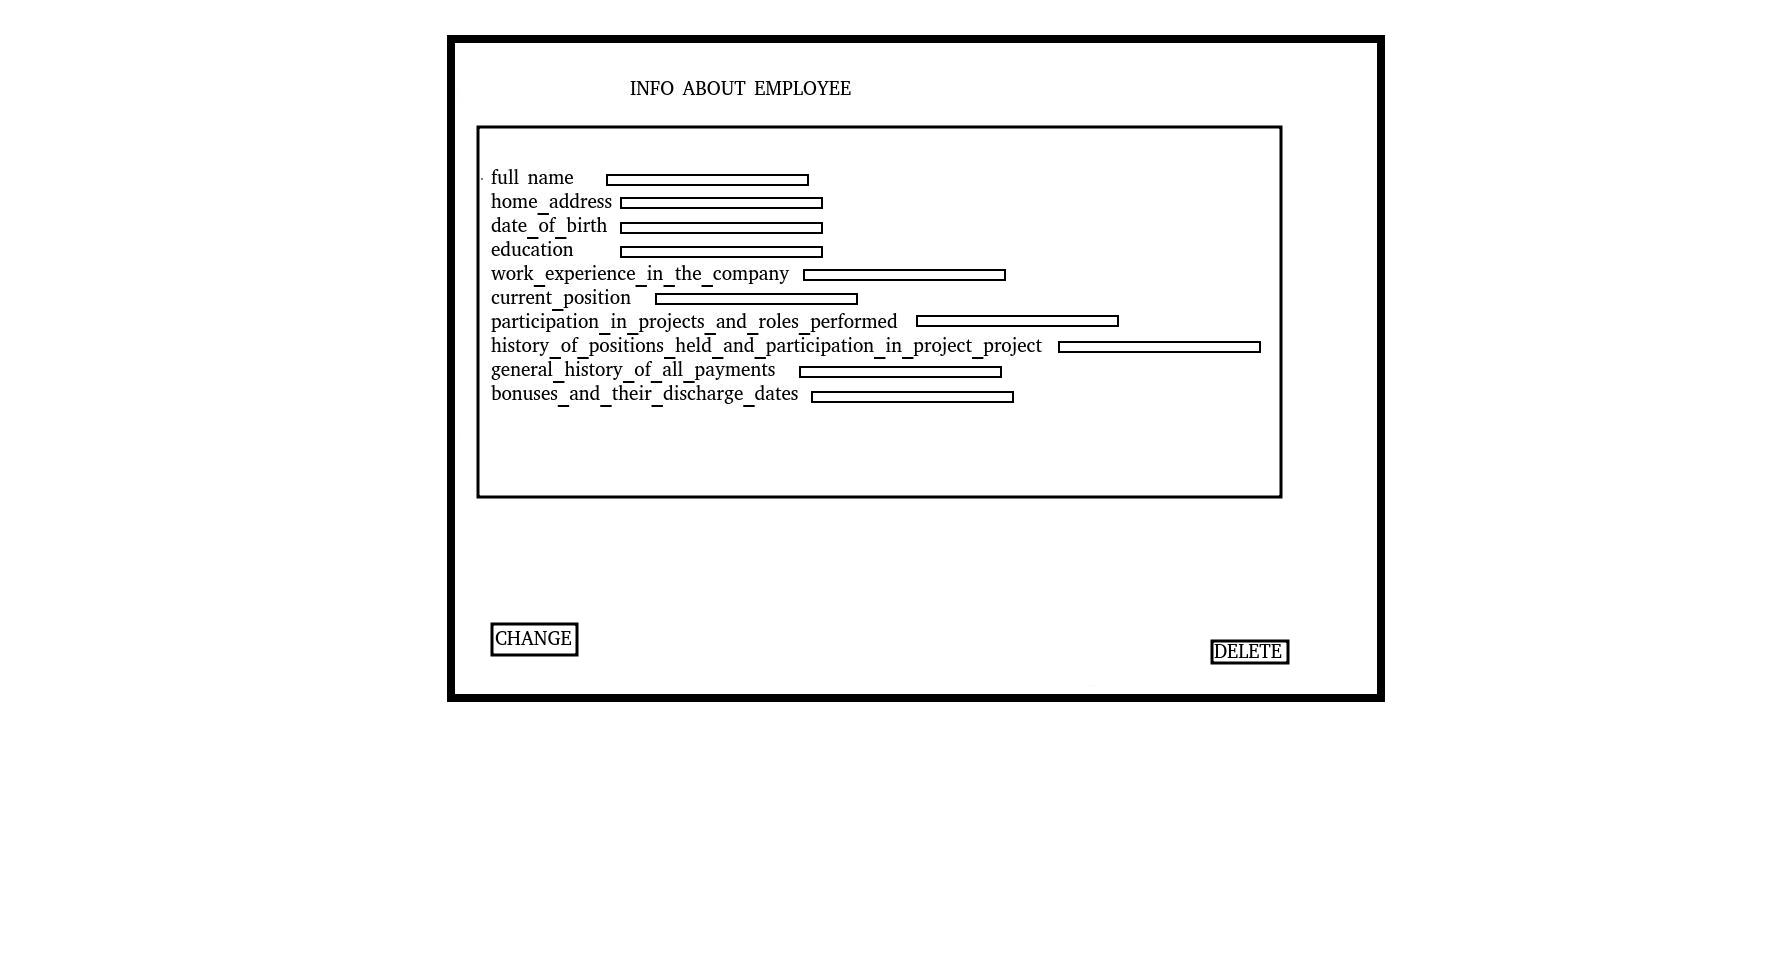 INFO ABOUT EMPLOYEE
full name
home_address
date_of_birth
education
work_experience_in_the_company
current_position
participation_in_projects_and_roles_performed
history_of_positions_held_and_participation_in_project_project
general_history_of_all_payments
bonuses_and_their_discharge_dates
CHANGE
DELETE